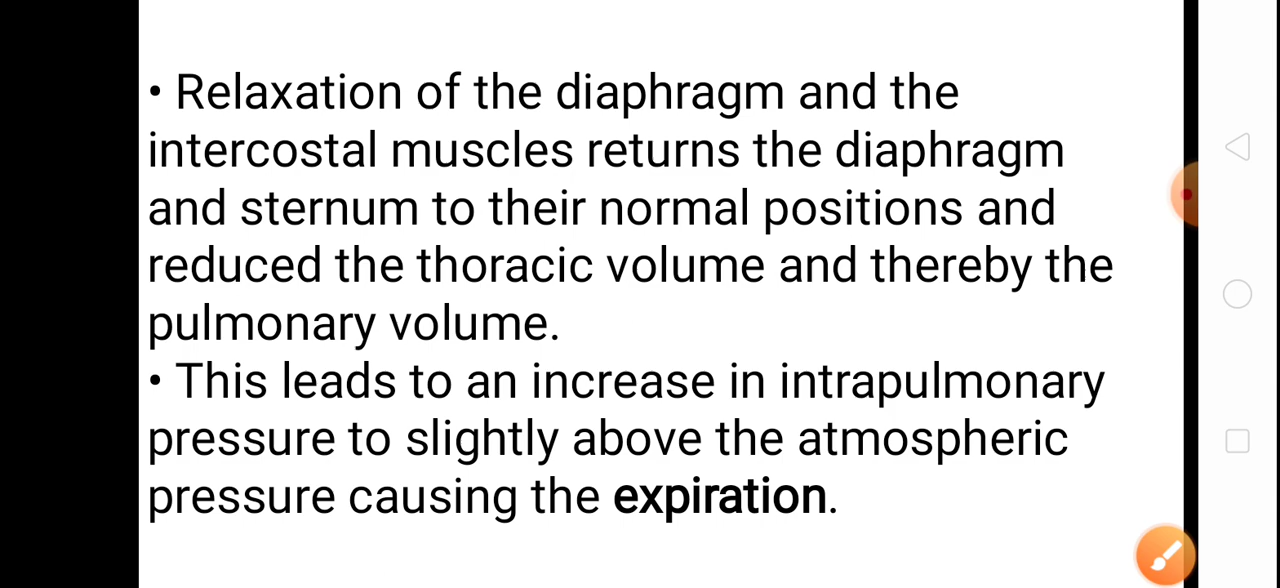 • Relaxation of the diaphragm and the
intercostal muscles returns the diaphragm
and sternum to their normal positions and
reduced the thoracic volume and thereby the
pulmonary volume.
• This leads to an increase in intrapulmonary
pressure to slightly above the atmospheric
pressure causing the expiration.